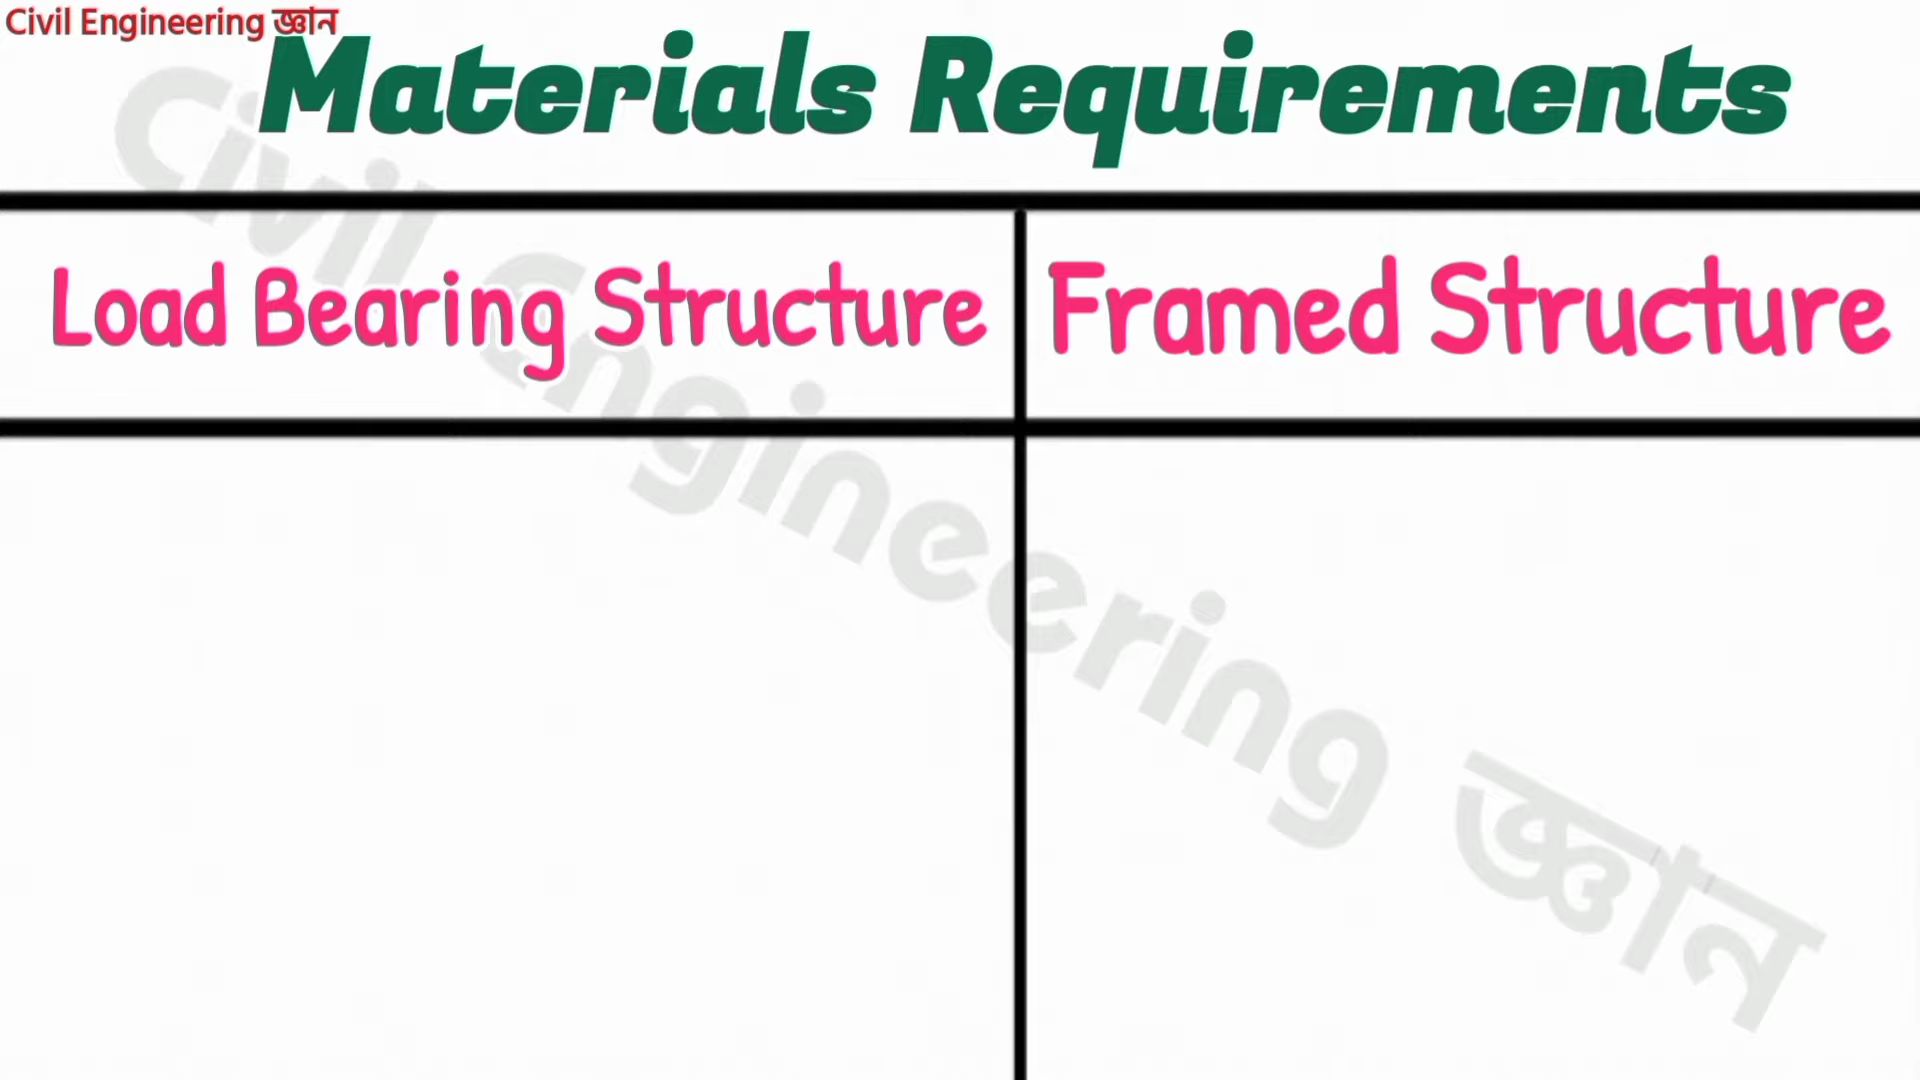 Civil Engineering জ্ঞান
Materials Requirements
Load Bearing Structure
Framed Structure
Civil Engineering জ্ঞান